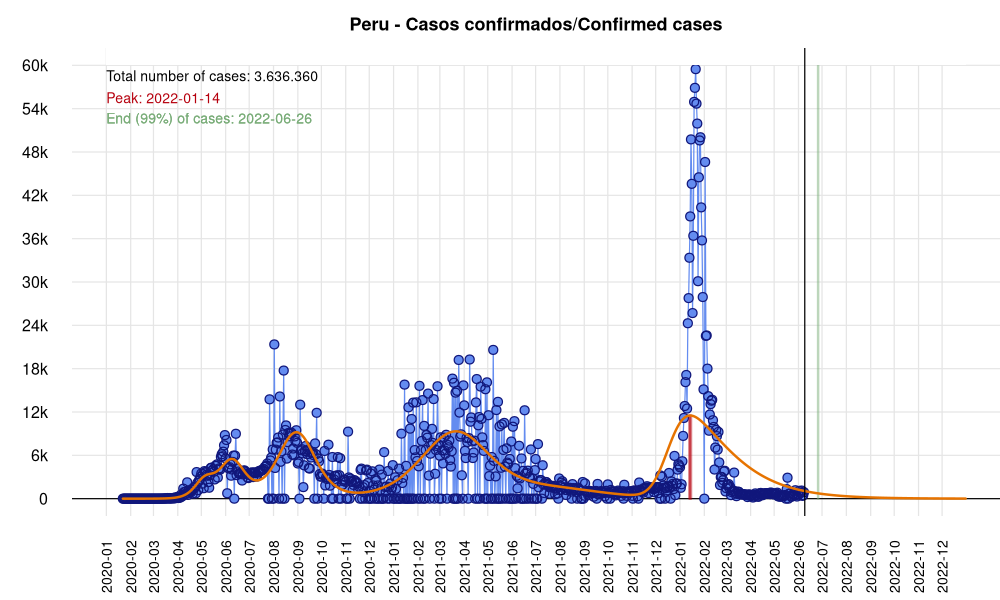 Peru - Casos confirmados/Confirmed cases
60k
Total number of cases: 3.636.360
Peak: 2022-01-14
End (99%) of cases: 2022-06-26
54k
48k
42k
36k
30k
24k
18k
12k
6k
0
2020-01
2020-02
2020-03
2020-04
2020-05
2020-06
2020-07
2020-08
2020-09
2020-10
2020-11
2020-12
2021-01
2021-02
2021-03
2021-04
2021-05
2021-06
2021-07
2021-08
2021-09
2021-10
2021-11
2021-12
2022-01
2022-02
2022-03
2022-04
2022-05
2022-06
2022-07
2022-08
2022-09
2022-10
2022-11
2022-12